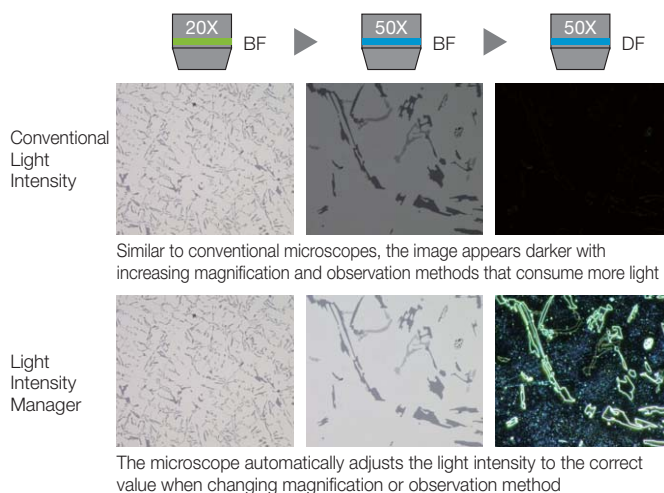 20X BF 50X BF 50X DF
Conventional
Light
Intensity
Similar to conventional microscopes, the image appears darker with
increasing magnification and observation methods that consume more light
Light
Intensity
Manager
The microscope automatically adjusts the light intensity to the correct
value when changing magnification or observation method